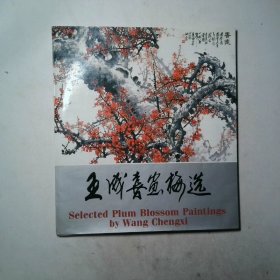 王成喜画梅选
Selected Plum Blossom Paintings
by Wang Chengxi